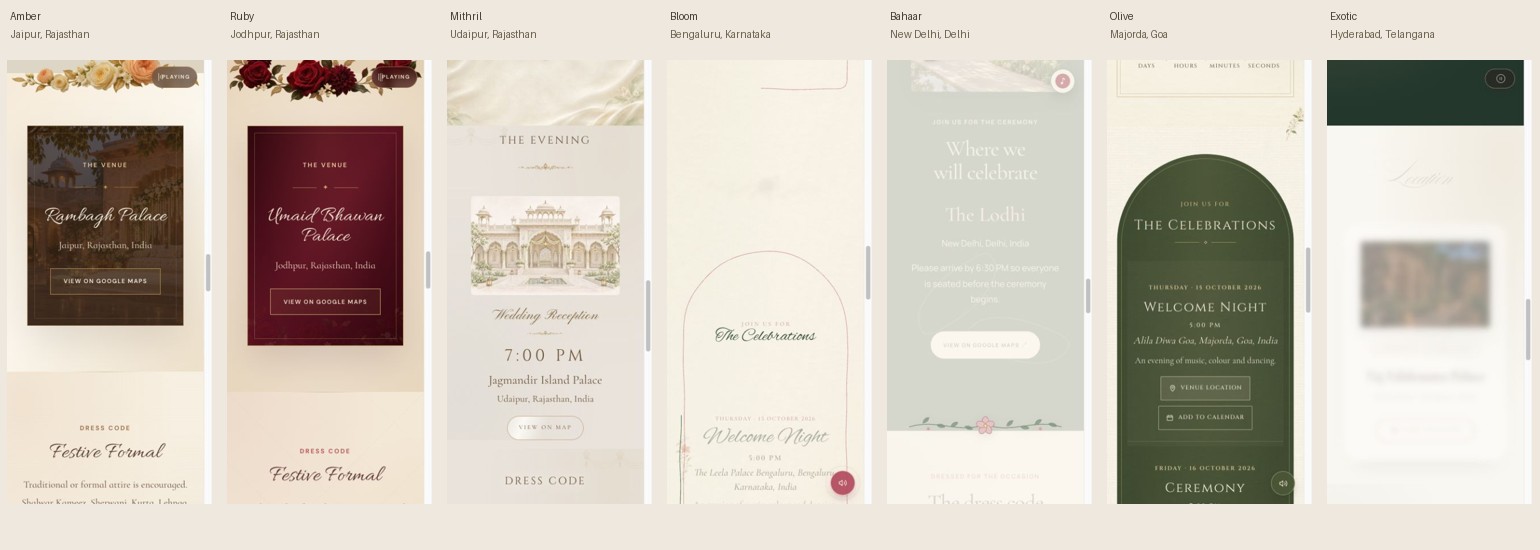 Amber
Jaipur, Rajasthan
PLAYING
THE VENUE
Rambagh Palace
Jaipur, Rajasthan, India
VIEW ON GOOGLE MAPS
DRESS CODE
Festive Formal
Traditional or formal attire is encouraged.
Ruby
Jodhpur, Rajasthan
PLAYING
THE VENUE
Umaid Bhawan
Palace
Jodhpur, Rajasthan, India
VIEW ON GOOGLE MAPS
DRESS CODE
Festive Formal
Mithril
Udaipur, Rajasthan
THE EVENING
Wedding Reception
7:00 PM
Jagmandir Island Palace
Udaipur, Rajasthan, India
VIEW ON MAP
DRESS CODE
Bloom
Bengaluru, Karnataka
JOIN US FOR
The Celebrations
THURSDAY · 15 OCTOBER 2026
Welcome Night
5:00 PM
The Leela Palace Bengaluru, Bengaluru,
Karnataka, India
Bahaar
New Delhi, Delhi
JOIN US FOR THE CEREMONY
Where we
will celebrate
The Lodhi
New Delhi, Delhi, India
Please arrive by 6:30 PM so everyone
is seated before the ceremony
begins.
VIEW ON GOOGLE MAPS
DRESSED FOR THE OCCASION
The dress code
Olive
Majorda, Goa
DAYS HOURS MINUTES SECONDS
JOIN US FOR
THE CELEBRATIONS
THURSDAY · 15 OCTOBER 2026
WELCOME NIGHT
5:00 PM
Alila Diwa Goa, Majorda, Goa, India
An evening of music, colour and dancing.
VENUE LOCATION
ADD TO CALENDAR
FRIDAY · 16 OCTOBER 2026
CEREMONY
Exotic
Hyderabad, Telangana
Location